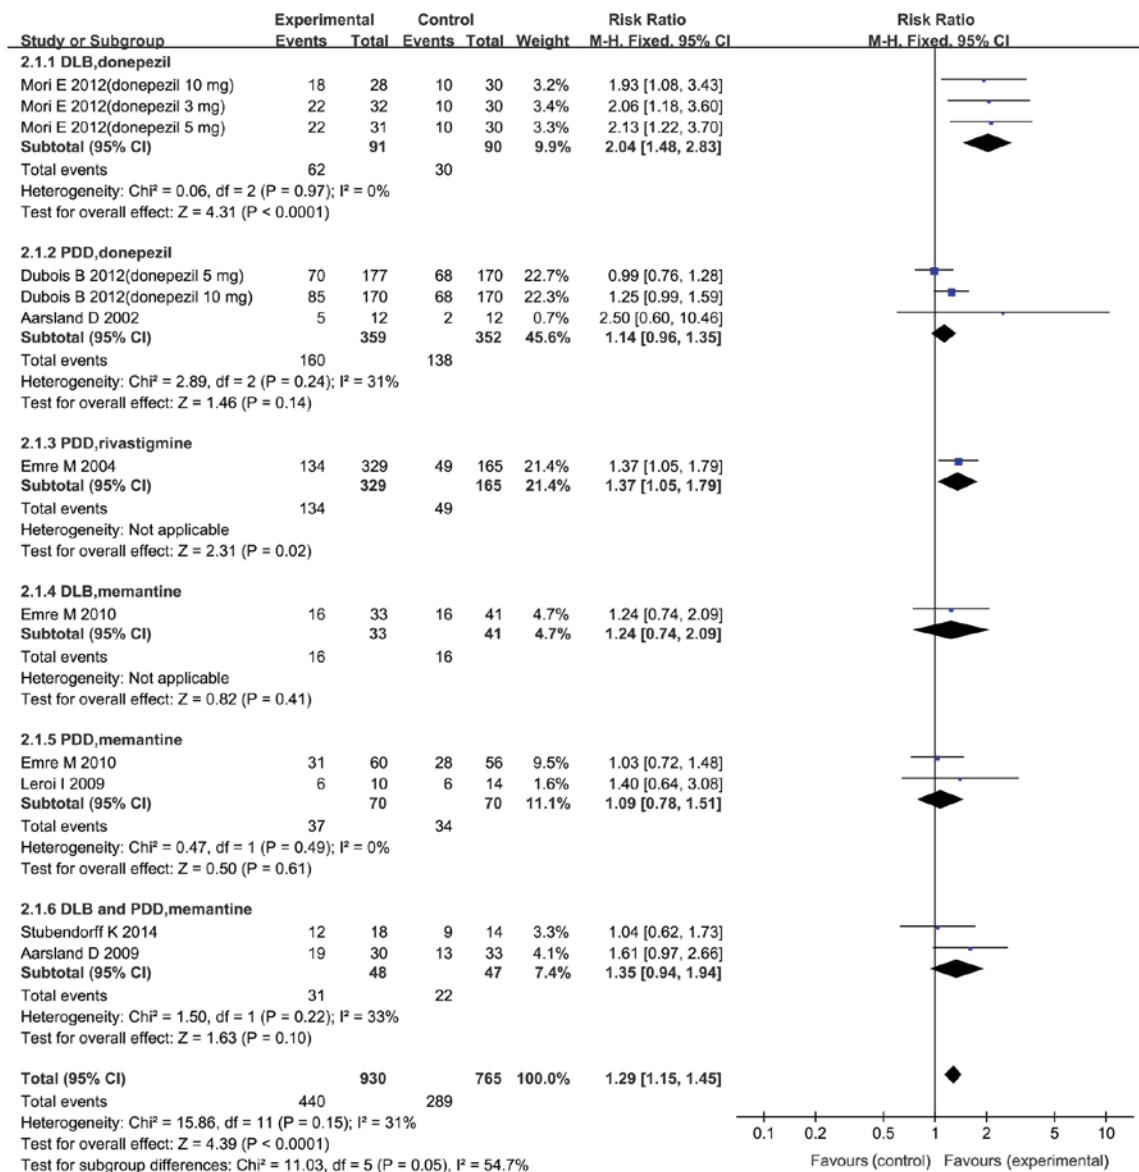 Experimental Control Risk Ratio Risk Ratio
Study or Subgroup Events Total Events Total Weight M-H, Fixed, 95% CI M-H, Fixed, 95% CI
2.1.1 DLB,donepezil
Mori E 2012(donepezil 10 mg) 18 28 10 30 3.2% 1.93 [1.08, 3.43]
Mori E 2012(donepezil 3 mg) 22 32 10 30 3.4% 2.06 [1.18, 3.60]
Mori E 2012(donepezil 5 mg) 22 31 10 30 3.3% 2.13 [1.22, 3.70]
Subtotal (95% CI) 91 90 9.9% 2.04 [1.48, 2.83]
Total events 62 30
Heterogeneity: Chi² = 0.06, df = 2 (P = 0.97); I² = 0%
Test for overall effect: Z = 4.31 (P < 0.0001)
2.1.2 PDD,donepezil
Dubois B 2012(donepezil 5 mg) 70 177 68 170 22.7% 0.99 [0.76, 1.28]
Dubois B 2012(donepezil 10 mg) 85 170 68 170 22.3% 1.25 [0.99, 1.59]
Aarsland D 2002 5 12 2 12 0.7% 2.50 [0.60, 10.46]
Subtotal (95% CI) 359 352 45.6% 1.14 [0.96, 1.35]
Total events 160 138
Heterogeneity: Chi² = 2.89, df = 2 (P = 0.24); I² = 31%
Test for overall effect: Z = 1.46 (P = 0.14)
2.1.3 PDD,rivastigmine
Emre M 2004 134 329 49 165 21.4% 1.37 [1.05, 1.79]
Subtotal (95% CI) 329 165 21.4% 1.37 [1.05, 1.79]
Total events 134 49
Heterogeneity: Not applicable
Test for overall effect: Z = 2.31 (P = 0.02)
2.1.4 DLB,memantine
Emre M 2010 16 33 16 41 4.7% 1.24 [0.74, 2.09]
Subtotal (95% CI) 33 41 4.7% 1.24 [0.74, 2.09]
Total events 16 16
Heterogeneity: Not applicable
Test for overall effect: Z = 0.82 (P = 0.41)
2.1.5 PDD,memantine
Emre M 2010 31 60 28 56 9.5% 1.03 [0.72, 1.48]
Leroi I 2009 6 10 6 14 1.6% 1.40 [0.64, 3.08]
Subtotal (95% CI) 70 70 11.1% 1.09 [0.78, 1.51]
Total events 37 34
Heterogeneity: Chi² = 0.47, df = 1 (P = 0.49); I² = 0%
Test for overall effect: Z = 0.50 (P = 0.61)
2.1.6 DLB and PDD,memantine
Stubendorff K 2014 12 18 9 14 3.3% 1.04 [0.62, 1.73]
Aarsland D 2009 19 30 13 33 4.1% 1.61 [0.97, 2.66]
Subtotal (95% CI) 48 47 7.4% 1.35 [0.94, 1.94]
Total events 31 22
Heterogeneity: Chi² = 1.50, df = 1 (P = 0.22); I² = 33%
Test for overall effect: Z = 1.63 (P = 0.10)
Total (95% CI) 930 765 100.0% 1.29 [1.15, 1.45]
Total events 440 289
Heterogeneity: Chi² = 15.86, df = 11 (P = 0.15); I² = 31%
Test for overall effect: Z = 4.39 (P < 0.0001)
Test for subgroup differences: Chi² = 11.03, df = 5 (P = 0.05), I² = 54.7%
0.1 0.2 0.5 1 2 5 10
Favours (control) Favours (experimental)